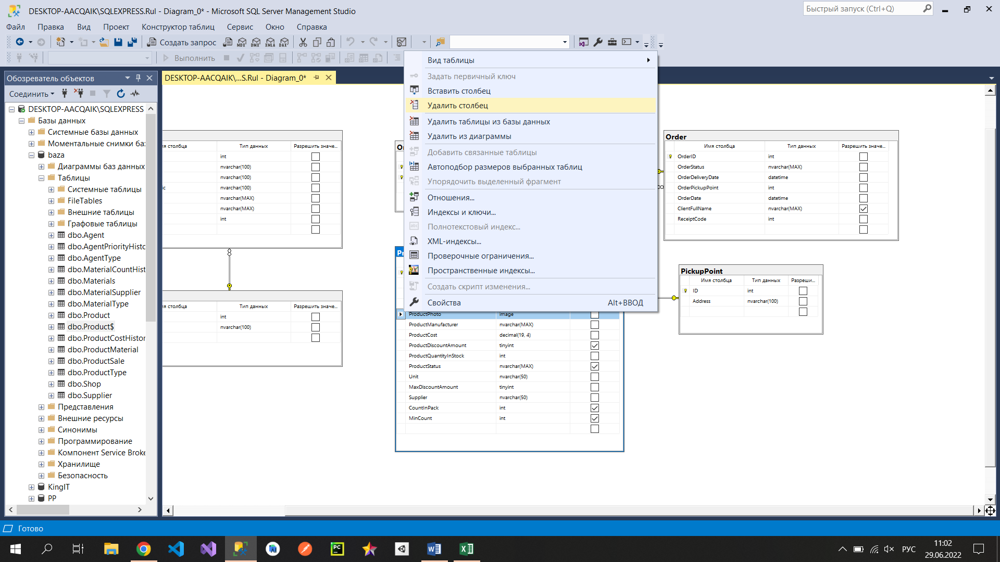 DESKTOP-AACQAIK\SQLEXPRESS.Rul - Diagram_0* - Microsoft SQL Server Management Studio
Быстрый запуск (Ctrl+Q)
Файл Правка Вид Проект Конструктор таблиц Сервис Окно Справка
Создать запрос MDX DMX XMLA DAX
Выполнить
Обозреватель объектов
DESKTOP-AACQAIK\...S.Rul - Diagram_0*
Соединить
DESKTOP-AACQAIK\SQLEXPRESS
Базы данных
Системные базы данных
Моментальные снимки ба:
baza
Диаграммы баз данных
Таблицы
Системные таблицы
FileTables
Внешние таблицы
Графовые таблицы
dbo.Agent
dbo.AgentPriorityHisto
dbo.AgentType
dbo.MaterialCountHist
dbo.Materials
dbo.MaterialSupplier
dbo.MaterialType
dbo.Product
dbo.Product$
dbo.ProductCostHistor
dbo.ProductMaterial
dbo.ProductSale
dbo.ProductType
dbo.Shop
dbo.Supplier
Представления
Внешние ресурсы
Синонимы
Программирование
Компонент Service Broke
Хранилище
Безопасность
KingIT
PP
я столбца Тип данных Разрешить значе...
int
nvarchar(100)
nvarchar(100)
ic nvarchar(100)
nvarchar(MAX)
nvarchar(MAX)
int
я столбца Тип данных Разрешить значе...
int
nvarchar(100)
Or
Pr
Вид таблицы
Задать первичный ключ
Вставить столбец
Удалить столбец
Удалить таблицы из базы данных
Удалить из диаграммы
Добавить связанные таблицы
Автоподбор размеров выбранных таблиц
Упорядочить выделенный фрагмент
Отношения...
Индексы и ключи...
abc Полнотекстовый индекс...
XML-индексы...
Проверочные ограничения...
Пространственные индексы...
Создать скрипт изменения...
Свойства Alt+ВВОД
ProductPhoto image
ProductManufacturer nvarchar(MAX)
ProductCost decimal(19, 4)
ProductDiscountAmount tinyint
ProductQuantityInStock int
ProductStatus nvarchar(MAX)
Unit nvarchar(50)
MaxDiscountAmount tinyint
Supplier nvarchar(50)
CountInPack int
MinCount int
Order
Имя столбца Тип данных Разрешить значе...
OrderID int
OrderStatus nvarchar(MAX)
OrderDeliveryDate datetime
OrderPickupPoint int
OrderDate datetime
ClientFullName nvarchar(MAX)
ReceiptCode int
PickupPoint
Имя столбца Тип данных Разреши...
ID int
Address nvarchar(100)
Готово
PC
РУС
11:02
29.06.2022